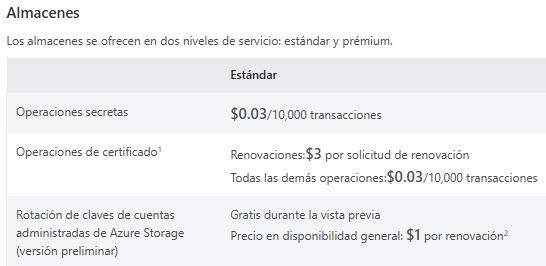 Almacenes
Los almacenes se ofrecen en dos niveles de servicio: estándar y prémium.
Estándar
Operaciones secretas
$0.03/10,000 transacciones
Operaciones de certificado¹
Renovaciones:$3 por solicitud de renovación
Todas las demás operaciones:$0.03/10,000 transacciones
Rotación de claves de cuentas
administradas de Azure Storage
(versión preliminar)
Gratis durante la vista previa
Precio en disponibilidad general: $1 por renovación²